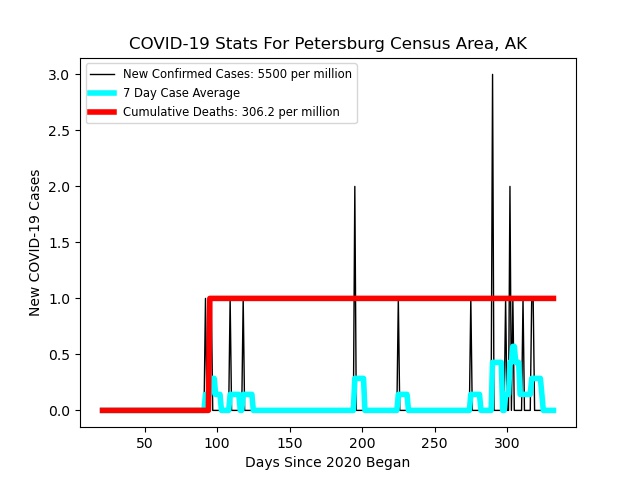 COVID-19 Stats For Petersburg Census Area, AK
New Confirmed Cases: 5500 per million
7 Day Case Average
Cumulative Deaths: 306.2 per million
3.0
2.5
2.0
1.5
1.0
0.5
0.0
New COVID-19 Cases
50 100 150 200 250 300
Days Since 2020 Began